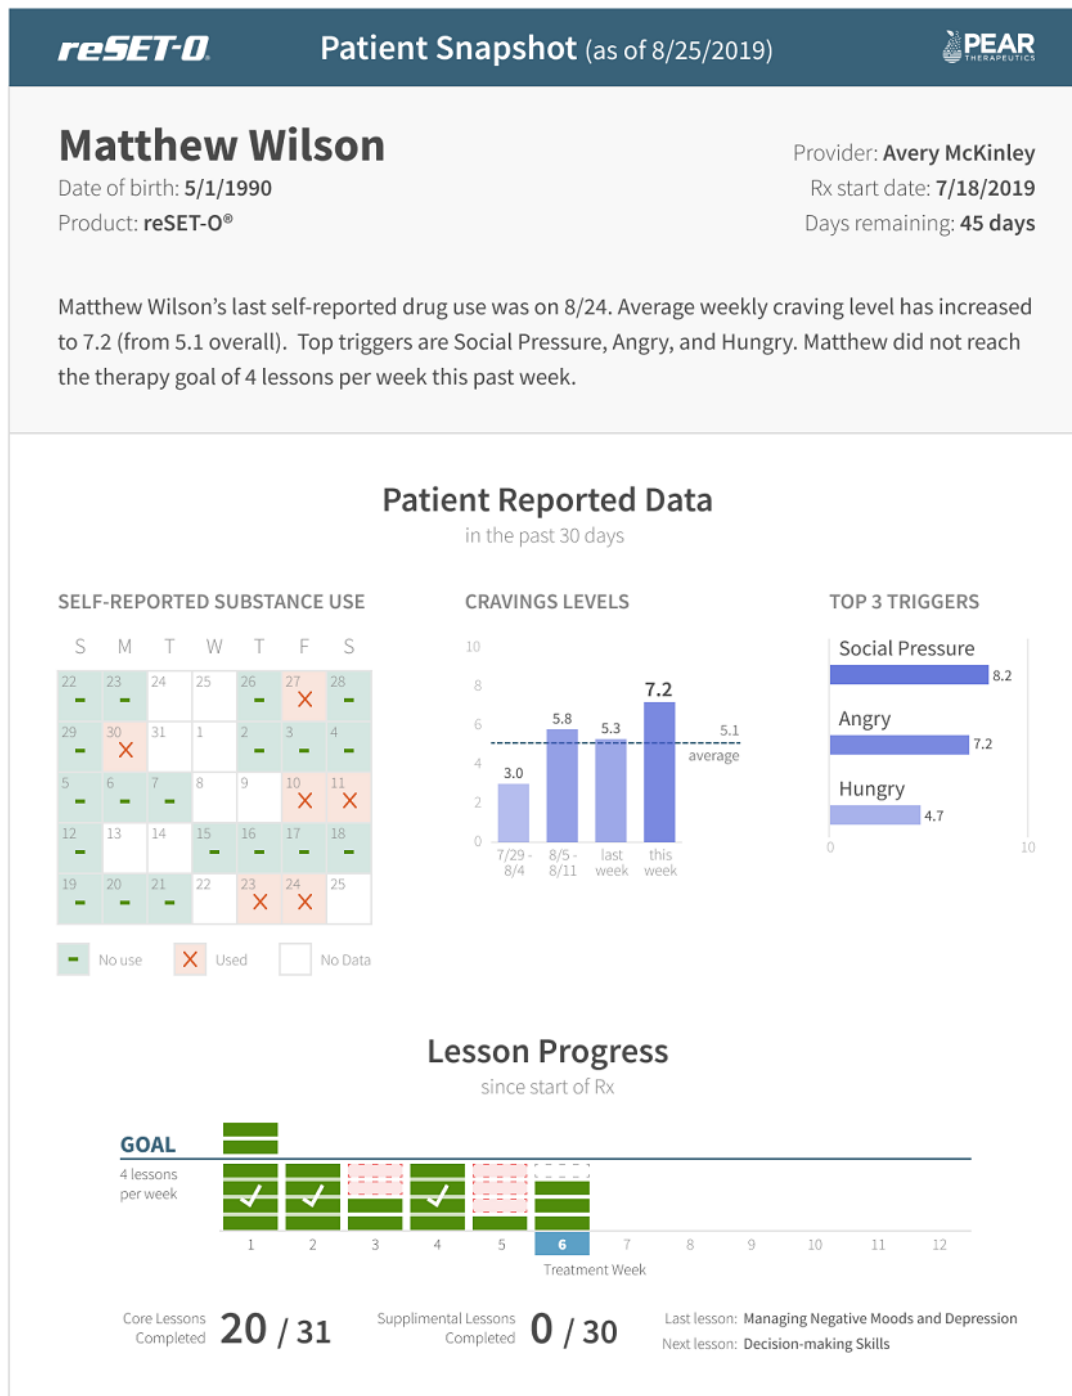 reSET-O®
Patient Snapshot (as of 8/25/2019)
PEAR
THERAPEUTICS
Matthew Wilson
Date of birth: 5/1/1990
Product: reSET-O®
Provider: Avery McKinley
Rx start date: 7/18/2019
Days remaining: 45 days
Matthew Wilson's last self-reported drug use was on 8/24. Average weekly craving level has increased
to 7.2 (from 5.1 overall). Top triggers are Social Pressure, Angry, and Hungry. Matthew did not reach
the therapy goal of 4 lessons per week this past week.
Patient Reported Data
in the past 30 days
SELF-REPORTED SUBSTANCE USE
S M T W T F S
22 23 24 25 26 27 28
29 30 31 1 2 3 4
5 6 7 8 9 10 11
12 13 14 15 16 17 18
19 20 21 22 23 24 25
No use
Used
No Data
CRAVINGS LEVELS
10
8
6
4
2
0
3.0
5.8
5.3
7.2
5.1
average
7/29 -
8/4
8/5 -
8/11
last
week
this
week
TOP 3 TRIGGERS
Social Pressure
8.2
Angry
7.2
Hungry
4.7
0 10
Lesson Progress
since start of Rx
GOAL
4 lessons
per week
1 2 3 4 5 6 7 8 9 10 11 12
Treatment Week
Core Lessons
Completed
20 / 31
Supplimental Lessons
Completed
0 / 30
Last lesson: Managing Negative Moods and Depression
Next lesson: Decision-making Skills